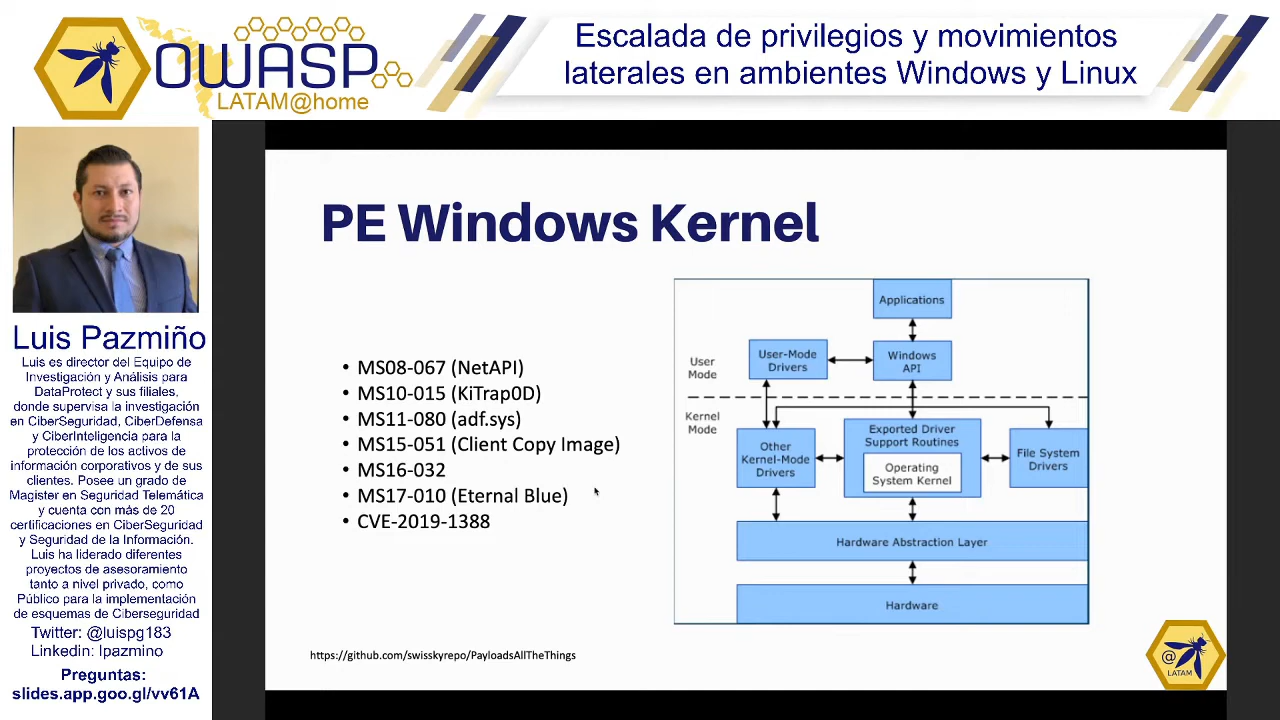 OWASP
LATAM@home
Escalada de privilegios y movimientos
laterales en ambientes Windows y Linux
Luis Pazmiño
Luis es director del Equipo de
Investigación y Análisis para
DataProtect y sus filiales,
donde supervisa la investigación
en CiberSeguridad, CiberDefensa
y CiberInteligencia para la
protección de los activos de
información corporativos y de sus
clientes. Posee un grado de
Magister en Seguridad Telemática
y cuenta con más de 20
certificaciones en CiberSeguridad
y Seguridad de la Información.
Luis ha liderado diferentes
proyectos de asesoramiento
tanto a nivel privado, como
Público para la implementación
de esquemas de Ciberseguridad
Twitter: @luispg183
Linkedin: lpazmino
Preguntas:
slides.app.goo.gl/vv61A
PE Windows Kernel
• MS08-067 (NetAPI)
• MS10-015 (KiTrap0D)
• MS11-080 (adf.sys)
• MS15-051 (Client Copy Image)
• MS16-032
• MS17-010 (Eternal Blue)
• CVE-2019-1388
Applications
User
Mode
User-Mode
Drivers
Windows
API
Kernel
Mode
Other
Kernel-Mode
Drivers
Exported Driver
Support Routines
Operating
System Kernel
File System
Drivers
Hardware Abstraction Layer
Hardware
https://github.com/swisskyrepo/PayloadsAllTheThings
@
LATAM